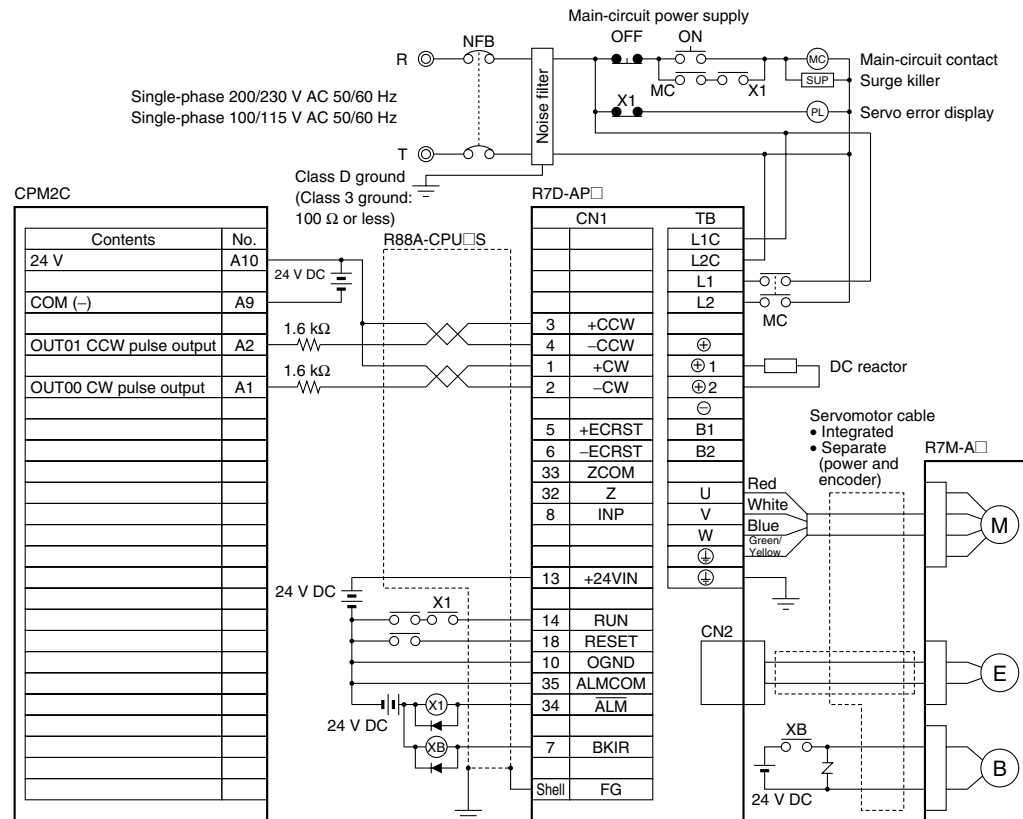 Main-circuit power supply
OFF ON
NFB
R
MC
Main-circuit contact
SUP
Surge killer
MC X1
X1
PL
Servo error display
Noise filter
Single-phase 200/230 V AC 50/60 Hz
Single-phase 100/115 V AC 50/60 Hz
T
Class D ground
(Class 3 ground:
100 Ω or less)
CPM2C
R7D-AP□
R88A-CPU□S
Contents No.
24 V A10
COM (−) A9
OUT01 CCW pulse output A2
OUT00 CW pulse output A1
24 V DC
1.6 kΩ
1.6 kΩ
CN1
3 +CCW
4 −CCW
1 +CW
2 −CW
5 +ECRST
6 −ECRST
33 ZCOM
32 Z
8 INP
13 +24VIN
14 RUN
18 RESET
10 OGND
35 ALMCOM
34 ALM
7 BKIR
Shell FG
24 V DC
X1
X1
24 V DC
XB
TB
L1C
L2C
L1
L2
⊕
⊕ 1
⊕ 2
⊖
B1
B2
U
V
W
MC
DC reactor
Servomotor cable
• Integrated
• Separate
(power and
encoder)
R7M-A□
Red
White
Blue
Green/
Yellow
M
CN2
E
XB
24 V DC
B